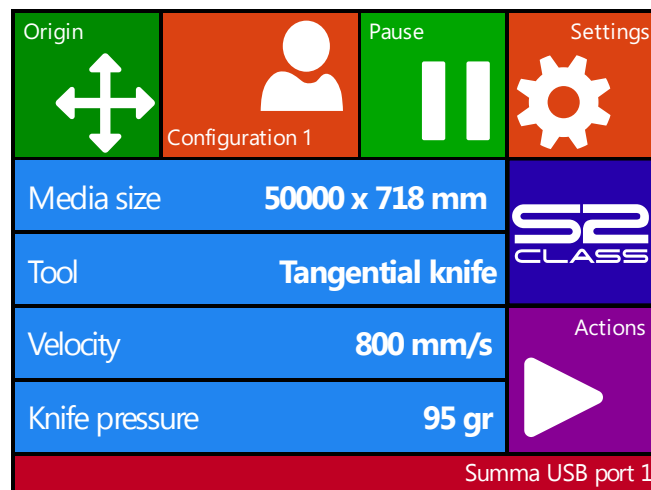 Origin
Pause
Settings
Configuration 1
Media size 50000 x 718 mm
S2
CLASS
Tool Tangential knife
Velocity 800 mm/s
Actions
Knife pressure 95 gr
Summa USB port 1